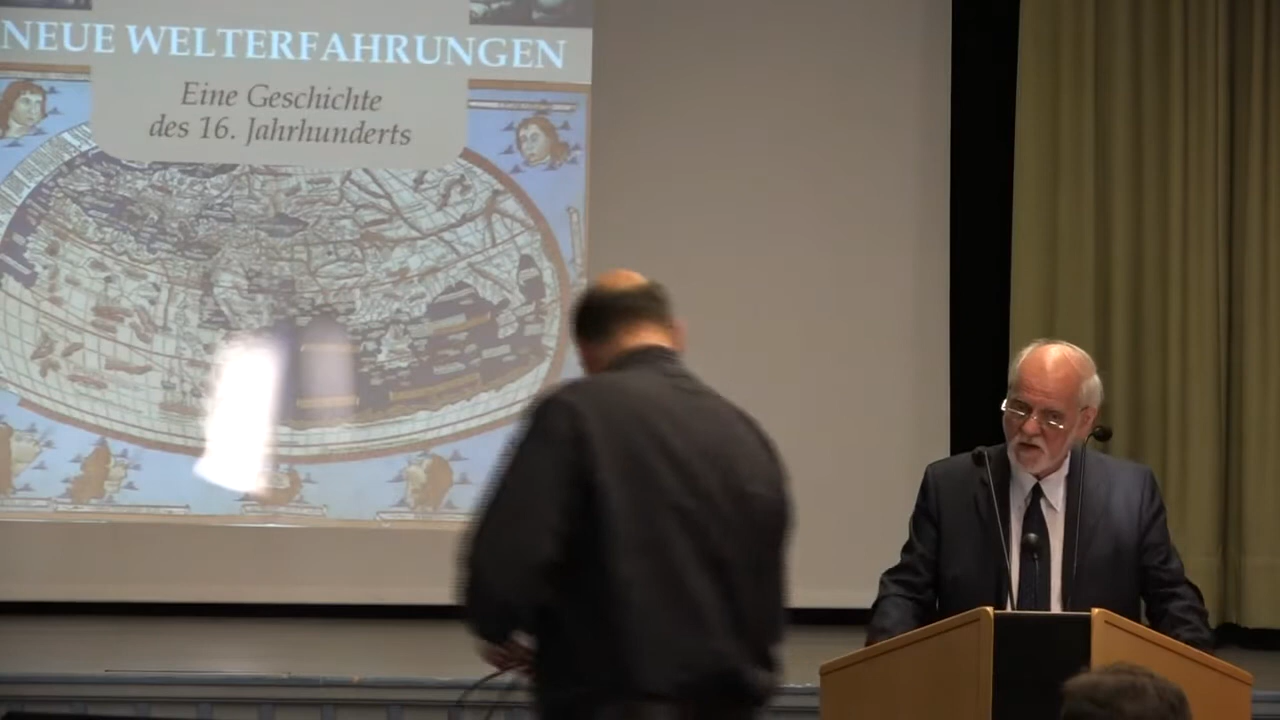 NEUE WELTERFAHRUNGEN
Eine Geschichte
des 16. Jahrhunderts